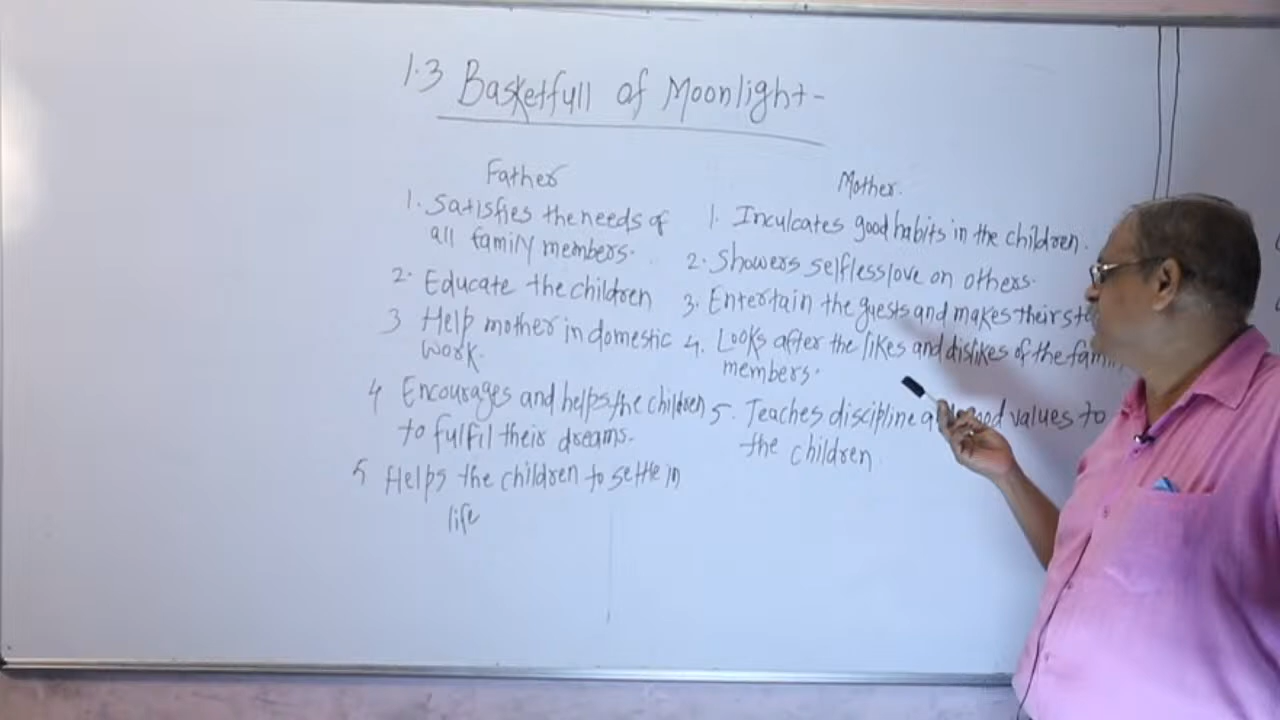 1.3 Basketfull of Moonlight-
Father
1. Satisfies the needs of
all family members.
2. Educate the children
3 Help mother in domestic
work.
4 Encourages and helps the children
to fulfil their dreams.
5 Helps the children to settle in
life
Mother.
1. Inculcates good habits in the children.
2. Showers selfless love on others.
3. Entertain the guests and makes their
4. Looks after the likes and dislikes of the
members.
5. Teaches discipline good values to
the children